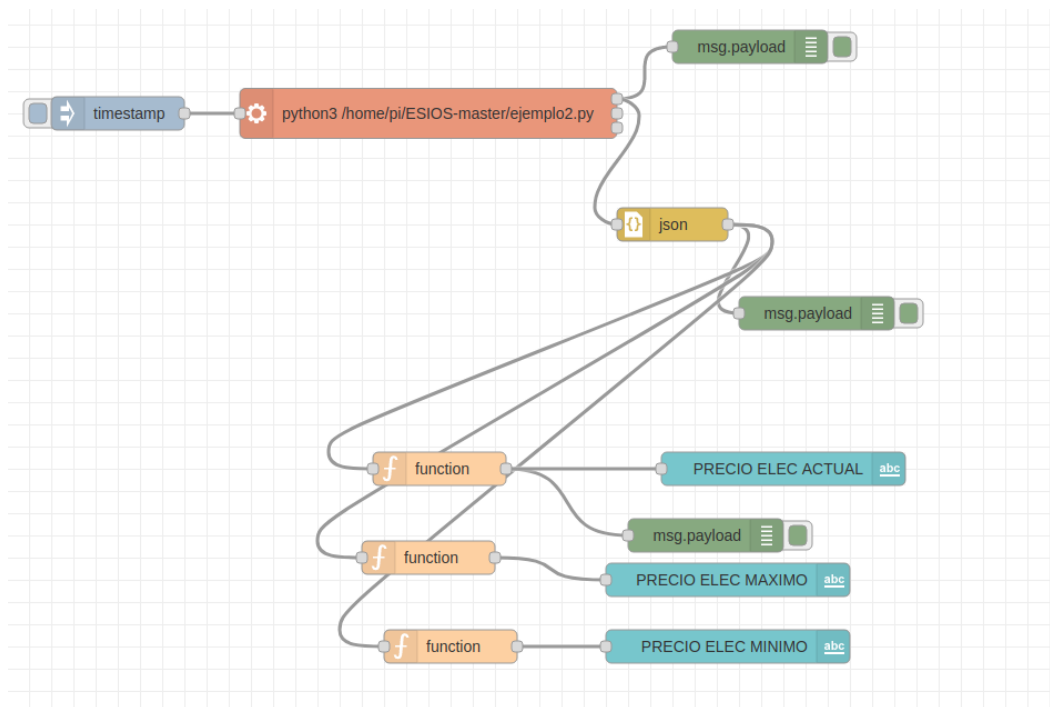 msg.payload
timestamp
python3 /home/pi/ESIOS-master/ejemplo2.py
{} json
msg.payload
f function
PRECIO ELEC ACTUAL abc
msg.payload
f function
PRECIO ELEC MAXIMO abc
f function
PRECIO ELEC MINIMO abc